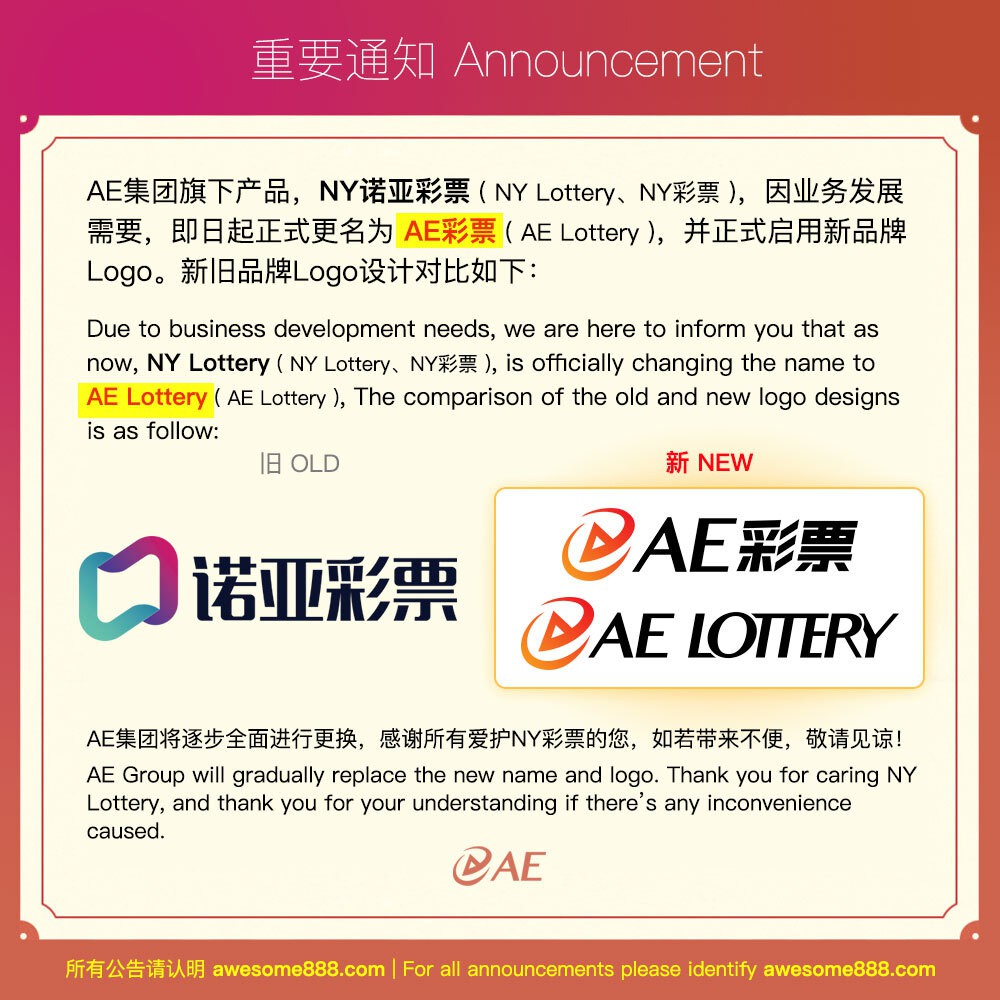 重要通知 Announcement
AE集团旗下产品，NY诺亚彩票 ( NY Lottery、NY彩票 )，因业务发展
需要，即日起正式更名为 AE彩票 ( AE Lottery )，并正式启用新品牌
Logo。新旧品牌Logo设计对比如下：
Due to business development needs, we are here to inform you that as
now, NY Lottery ( NY Lottery、NY彩票 ), is officially changing the name to
AE Lottery ( AE Lottery ), The comparison of the old and new logo designs
is as follow:
旧 OLD
新 NEW
诺亚彩票
AE彩票
AE LOTTERY
AE集团将逐步全面进行更换，感谢所有爱护NY彩票的您，如若带来不便，敬请见谅！
AE Group will gradually replace the new name and logo. Thank you for caring NY
Lottery, and thank you for your understanding if there's any inconvenience
caused.
AE
所有公告请认明 awesome888.com | For all announcements please identify awesome888.com